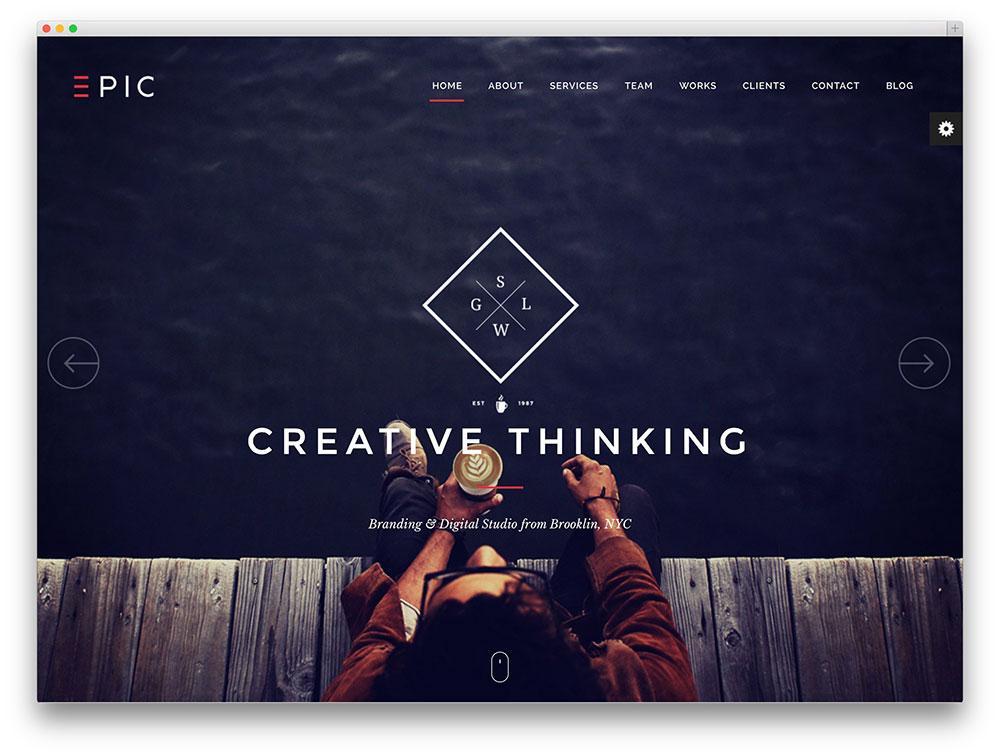 EPIC
HOME ABOUT SERVICES TEAM WORKS CLIENTS CONTACT BLOG
S
G L
W
EST 1987
CREATIVE THINKING
Branding & Digital Studio from Brooklin, NYC